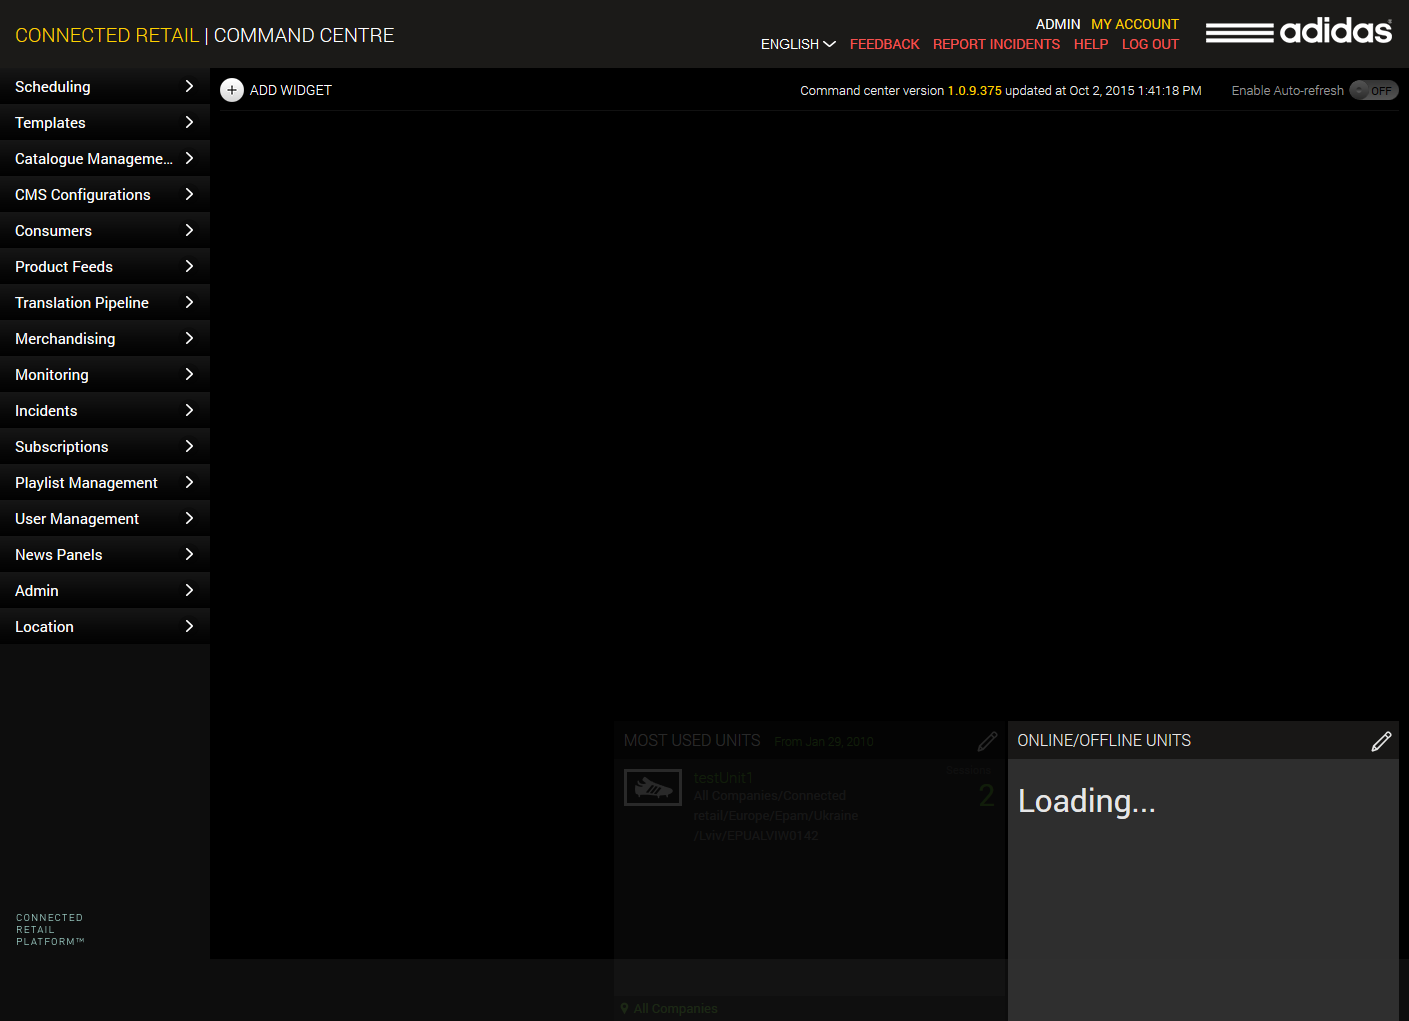 CONNECTED RETAIL | COMMAND CENTRE
ADMIN MY ACCOUNT
ENGLISH FEEDBACK REPORT INCIDENTS HELP LOG OUT
adidas
Scheduling
Templates
Catalogue Manageme...
CMS Configurations
Consumers
Product Feeds
Translation Pipeline
Merchandising
Monitoring
Incidents
Subscriptions
Playlist Management
User Management
News Panels
Admin
Location
CONNECTED
RETAIL
PLATFORM™
ADD WIDGET
Command center version 1.0.9.375 updated at Oct 2, 2015 1:41:18 PM
Enable Auto-refresh OFF
MOST USED UNITS From Jan 29, 2010
testUnit1
All Companies/Connected
retail/Europe/Epam/Ukraine
/Lviv/EPUALVIW0142
2
All Companies
ONLINE/OFFLINE UNITS
Loading...